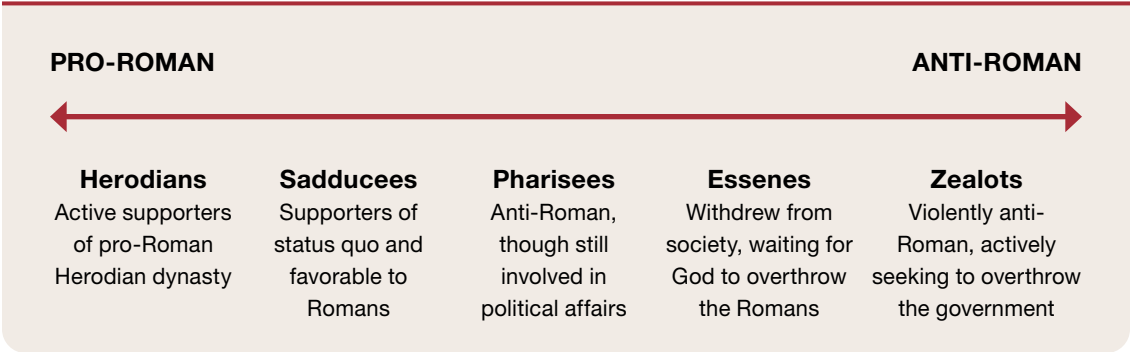 PRO-ROMAN
ANTI-ROMAN
Herodians
Active supporters
of pro-Roman
Herodian dynasty
Sadducees
Supporters of
status quo and
favorable to
Romans
Pharisees
Anti-Roman,
though still
involved in
political affairs
Essenes
Withdrew from
society, waiting for
God to overthrow
the Romans
Zealots
Violently anti-
Roman, actively
seeking to overthrow
the government